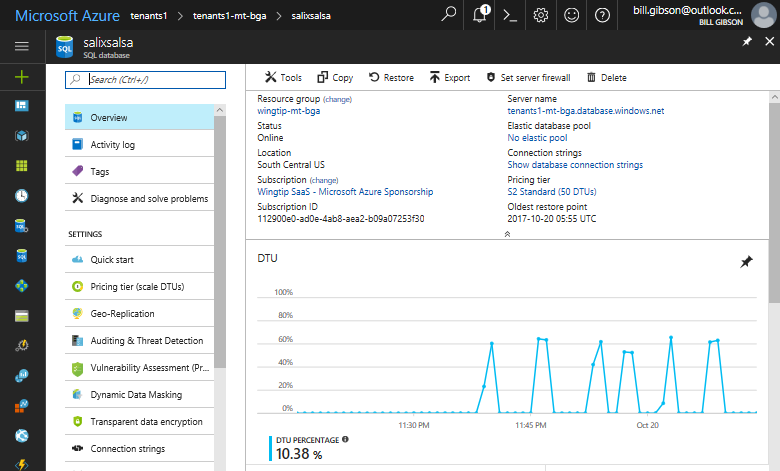 Microsoft Azure tenants1 > tenants1-mt-bga > salixsalsa
1
bill.gibson@outlook.c...
BILL GIBSON
salixsalsa
SQL database
Search (Ctrl+/)
Overview
Activity log
Tags
Diagnose and solve problems
SETTINGS
Quick start
Pricing tier (scale DTUs)
Geo-Replication
Auditing & Threat Detection
Vulnerability Assessment (Pr...
Dynamic Data Masking
Transparent data encryption
Connection strings
Tools Copy Restore Export Set server firewall Delete
Resource group (change)
wingtip-mt-bga
Status
Online
Location
South Central US
Subscription (change)
Wingtip SaaS - Microsoft Azure Sponsorship
Subscription ID
112900e0-ad0e-4ab8-aea2-b09a07253f30
Server name
tenants1-mt-bga.database.windows.net
Elastic database pool
No elastic pool
Connection strings
Show database connection strings
Pricing tier
S2 Standard (50 DTUs)
Oldest restore point
2017-10-20 05:55 UTC
DTU
100%
80%
60%
40%
20%
0%
11:30 PM 11:45 PM Oct 20
DTU PERCENTAGE
10.38 %